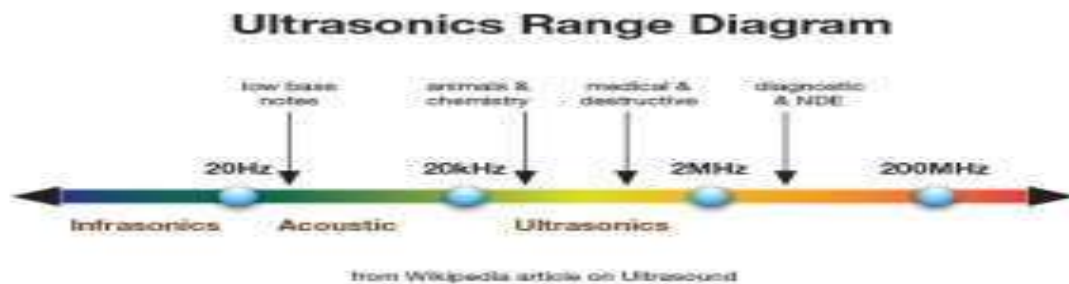 Ultrasonics Range Diagram
low base
notes
animals &
chemistry
medical &
destructive
diagnostic
& NDE
20Hz
20kHz
2MHz
200MHz
Infrasonics
Acoustic
Ultrasonics
from Wikipedia article on Ultrasound